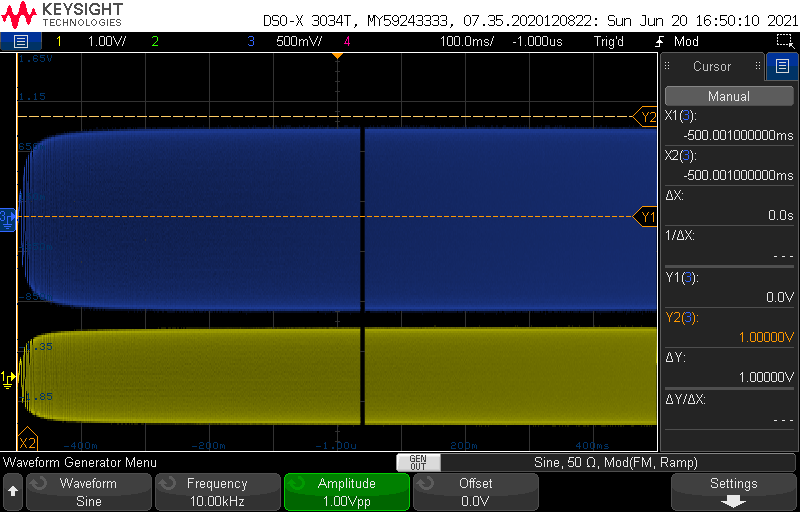 KEYSIGHT
TECHNOLOGIES
DSO-X 3034T, MY59243333, 07.35.2020120822: Sun Jun 20 16:50:10 2021
1 1.00V/ 2 3 500mV/ 4 100.0ms/ -1.000us Trig'd Mod
1.65V
1.15
Y2
650
3
Y1
-850
-1.35
1
-1.85
X2
-400m -200m -1.00u 200m 400ms
Cursor
Manual
X1(3):
-500.001000000ms
X2(3):
-500.001000000ms
ΔX:
0.0s
1/ΔX:
- - -
Y1(3):
0.0V
Y2(3):
1.00000V
ΔY:
1.00000V
ΔY/ΔX:
- - -
Waveform Generator Menu
GEN
OUT
Sine, 50 Ω, Mod(FM, Ramp)
Waveform
Sine
Frequency
10.00kHz
Amplitude
1.00Vpp
Offset
0.0V
Settings